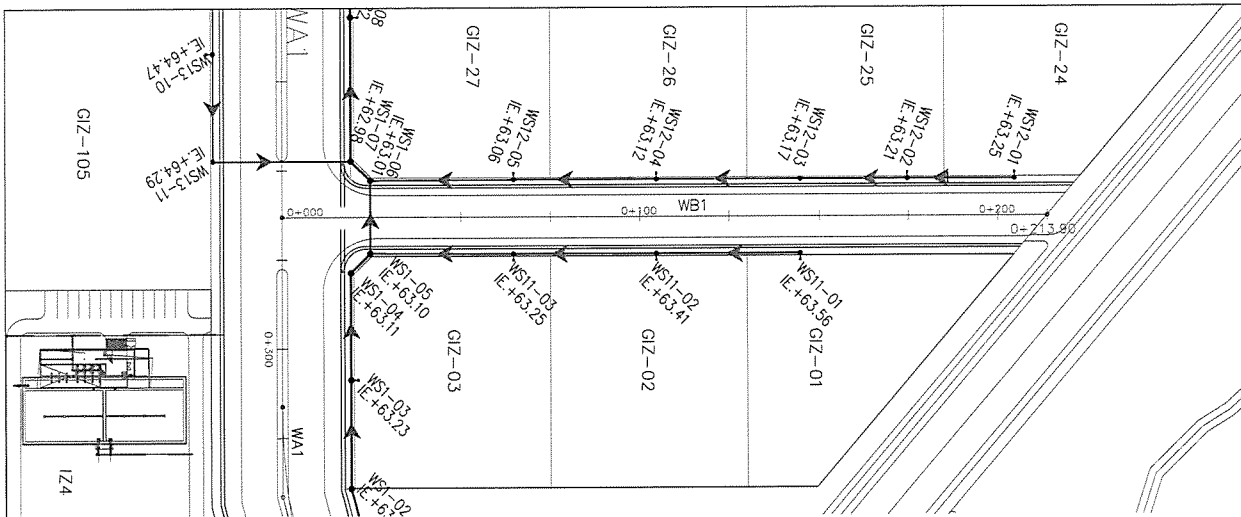 WA1
WS13-10
IE.+64.47
GIZ-105
WS13-11
IE.+64.29
GIZ-27
GIZ-26
GIZ-25
GIZ-24
WS1-06
IE.+63.01
WS1-07
IE.+62.98
WS12-05
IE.+63.06
WS12-04
IE.+63.12
WS12-03
IE.+63.17
WS12-02
IE.+63.21
WS12-01
IE.+63.25
0+000
0+100
WB1
0+200
0+213.90
WS1-05
IE.+63.10
WS1-04
IE.+63.11
WS11-03
IE.+63.25
WS11-02
IE.+63.41
WS11-01
IE.+63.56
GIZ-03
GIZ-02
GIZ-01
0+300
WS1-03
IE.+63.23
WA1
IZ4
WS1-02